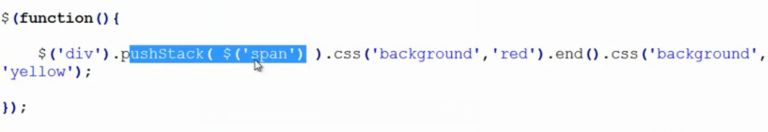 $(function(){
$('div').pushStack( $('span') ).css('background','red').end().css('background',
'yellow');
});